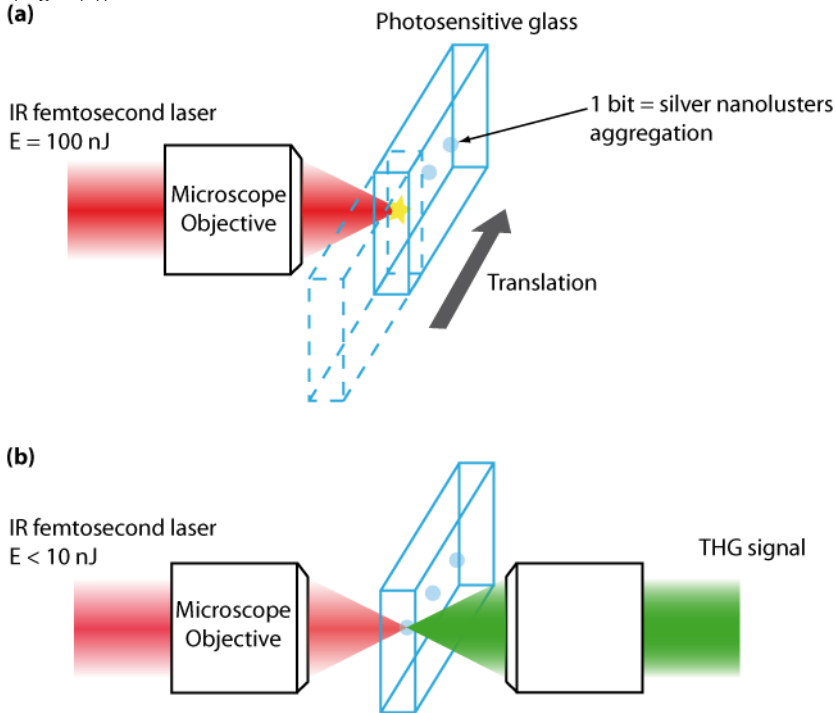 (a)
Photosensitive glass
IR femtosecond laser
E = 100 nJ
1 bit = silver nanolusters
aggregation
Microscope
Objective
Translation
(b)
IR femtosecond laser
E < 10 nJ
THG signal
Microscope
Objective